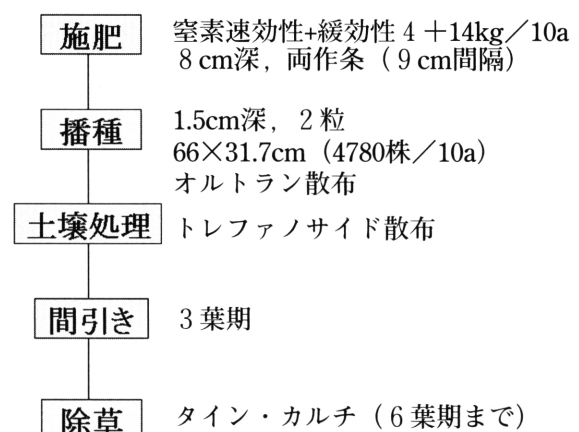 施肥
窒素速効性+緩効性 4 +14kg／10a
8 cm深，両作条（ 9 cm間隔）
播種
1.5cm深， 2 粒
66×31.7cm（4780株／10a）
オルトラン散布
土壌処理
トレファノサイド散布
間引き
3 葉期
除草
タイン・カルチ（ 6 葉期まで）